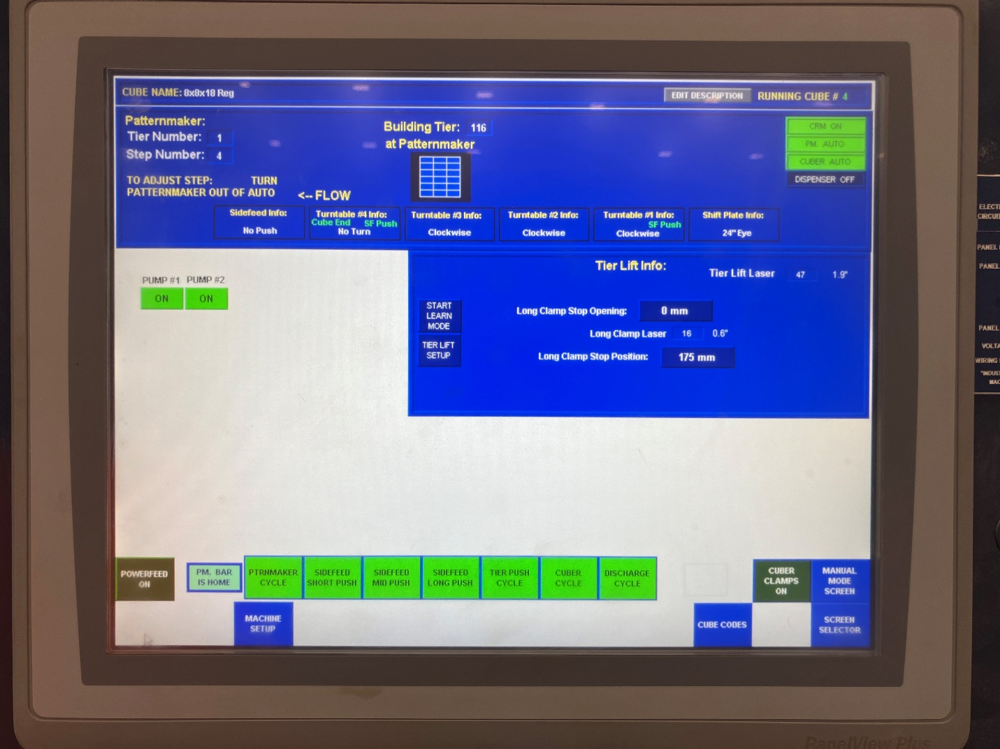 CUBE NAME: 8x8x18 Reg
EDIT DESCRIPTION
RUNNING CUBE # 4
Patternmaker:
Tier Number: 1
Step Number: 4
Building Tier: 116
at Patternmaker
CRM ON
PM. AUTO
CUBER AUTO
DISPENSER OFF
TO ADJUST STEP: TURN
PATTERNMAKER OUT OF AUTO
<-- FLOW
Sidefeed Info:
No Push
Turntable #4 Info:
Cube End SF Push
No Turn
Turntable #3 Info:
Clockwise
Turntable #2 Info:
Clockwise
Turntable #1 Info:
SF Push
Clockwise
Shift Plate Info:
24" Eye
PUMP #1 PUMP #2
ON ON
Tier Lift Info:
Tier Lift Laser 47 1.9"
START
LEARN
MODE
TIER LIFT
SETUP
Long Clamp Stop Opening: 0 mm
Long Clamp Laser 16 0.6"
Long Clamp Stop Position: 175 mm
POWERFEED
ON
PM. BAR
IS HOME
PTRNMAKER
CYCLE
SIDEFEED
SHORT PUSH
SIDEFEED
MID PUSH
SIDEFEED
LONG PUSH
TIER PUSH
CYCLE
CUBER
CYCLE
DISCHARGE
CYCLE
CUBER
CLAMPS
ON
MANUAL
MODE
SCREEN
MACHINE
SETUP
CUBE CODES
SCREEN
SELECTOR
PanelView Plus
PANEL
PANEL
PANEL